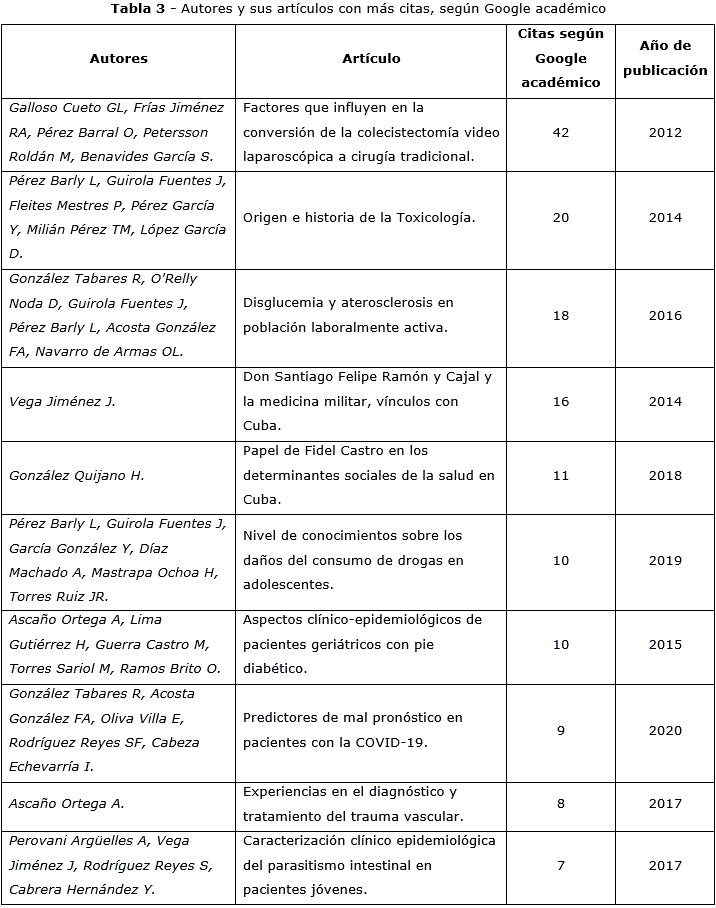 Tabla 3 - Autores y sus artículos con más citas, según Google académico
Autores
Artículo
Citas según
Google
académico
Año de
publicación
Galloso Cueto GL, Frías Jiménez
RA, Pérez Barral O, Petersson
Roldán M, Benavides García S.
Factores que influyen en la
conversión de la colecistectomía video
laparoscópica a cirugía tradicional.
42
2012
Pérez Barly L, Guirola Fuentes J,
Fleites Mestres P, Pérez García
Y, Milián Pérez TM, López García
D.
Origen e historia de la Toxicología.
20
2014
González Tabares R, O'Relly
Noda D, Guirola Fuentes J,
Pérez Barly L, Acosta González
FA, Navarro de Armas OL.
Disglucemia y aterosclerosis en
población laboralmente activa.
18
2016
Vega Jiménez J.
Don Santiago Felipe Ramón y Cajal y
la medicina militar, vínculos con
Cuba.
16
2014
González Quijano H.
Papel de Fidel Castro en los
determinantes sociales de la salud en
Cuba.
11
2018
Pérez Barly L, Guirola Fuentes J,
García González Y, Díaz
Machado A, Mastrapa Ochoa H,
Torres Ruiz JR.
Nivel de conocimientos sobre los
daños del consumo de drogas en
adolescentes.
10
2019
Ascaño Ortega A, Lima
Gutiérrez H, Guerra Castro M,
Torres Sariol M, Ramos Brito O.
Aspectos clínico-epidemiológicos de
pacientes geriátricos con pie
diabético.
10
2015
González Tabares R, Acosta
González FA, Oliva Villa E,
Rodríguez Reyes SF, Cabeza
Echevarría I.
Predictores de mal pronóstico en
pacientes con la COVID-19.
9
2020
Ascaño Ortega A.
Experiencias en el diagnóstico y
tratamiento del trauma vascular.
8
2017
Perovani Argüelles A, Vega
Jiménez J, Rodríguez Reyes S,
Cabrera Hernández Y.
Caracterización clínico epidemiológica
del parasitismo intestinal en
pacientes jóvenes.
7
2017